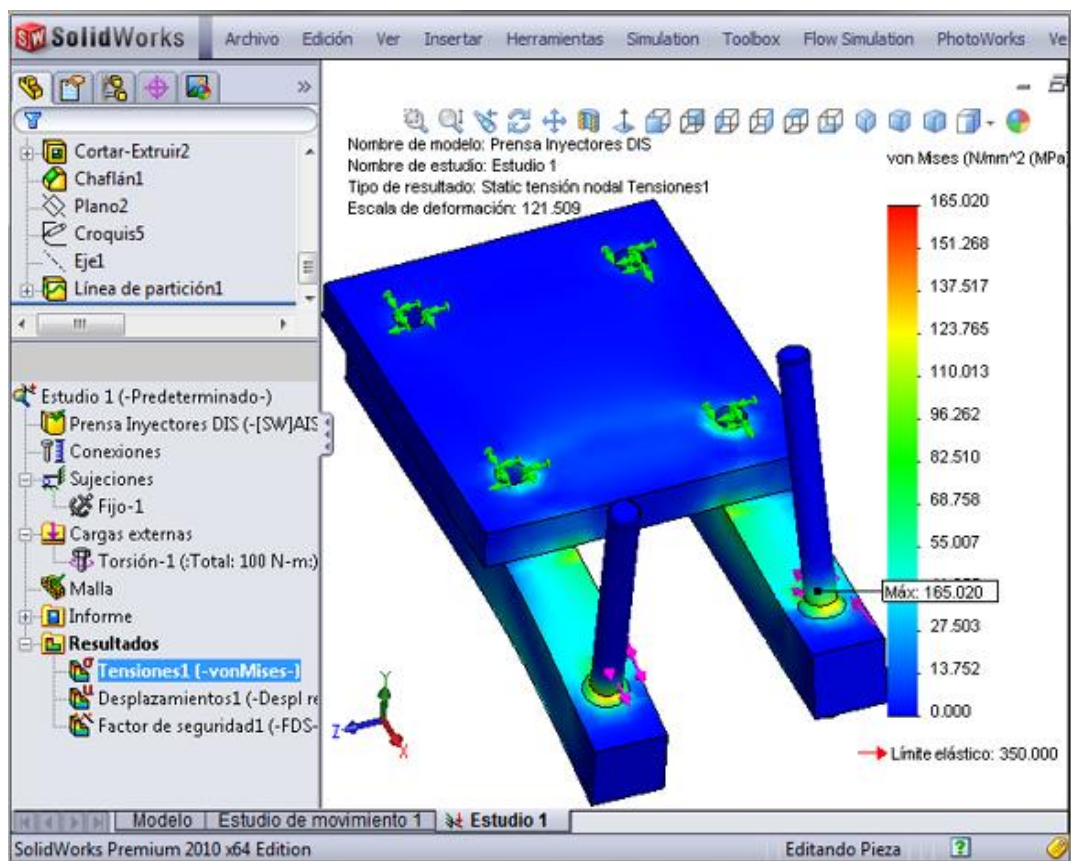 SolidWorks Archivo Edición Ver Insertar Herramientas Simulation Toolbox Flow Simulation PhotoWorks Ve
Cortar-Extruir2
Chaflán1
Plano2
Croquis5
Eje1
Línea de partición1
Estudio 1 (-Predeterminado-)
Prensa Inyectores DIS (-[SW]AIS
Conexiones
Sujeciones
Fijo-1
Cargas externas
Torsión-1 (:Total: 100 N-m:)
Malla
Informe
Resultados
Tensiones1 (-vonMises-)
Desplazamientos1 (-Despl re
Factor de seguridad1 (-FDS-
Nombre de modelo: Prensa Inyectores DIS
Nombre de estudio: Estudio 1
Tipo de resultado: Static tensión nodal Tensiones1
Escala de deformación: 121.509
von Mises (N/mm^2 (MPa)
165.020
151.268
137.517
123.765
110.013
96.262
82.510
68.758
55.007
Máx: 165.020
27.503
13.752
0.000
Límite elástico: 350.000
Y
Z
X
Modelo Estudio de movimiento 1 Estudio 1
SolidWorks Premium 2010 x64 Edition Editando Pieza